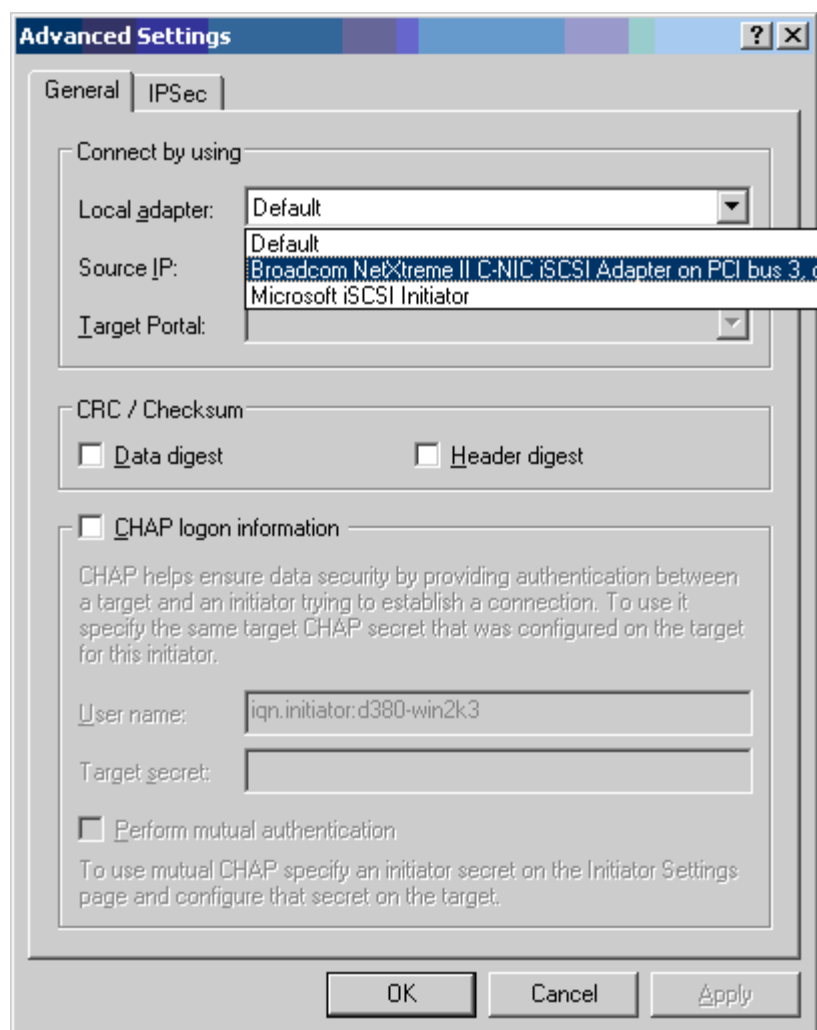 Advanced Settings
General
IPSec
Connect by using
Local adapter:
Default
Default
Source IP:
Broadcom NetXtreme II C-NIC iSCSI Adapter on PCI bus 3,
Microsoft iSCSI Initiator
Target Portal:
CRC / Checksum
Data digest
Header digest
CHAP logon information
CHAP helps ensure data security by providing authentication between
a target and an initiator trying to establish a connection. To use it
specify the same target CHAP secret that was configured on the target
for this initiator.
User name:
iqn.initiator:d380-win2k3
Target secret:
Perform mutual authentication
To use mutual CHAP specify an initiator secret on the Initiator Settings
page and configure that secret on the target.
OK
Cancel
Apply